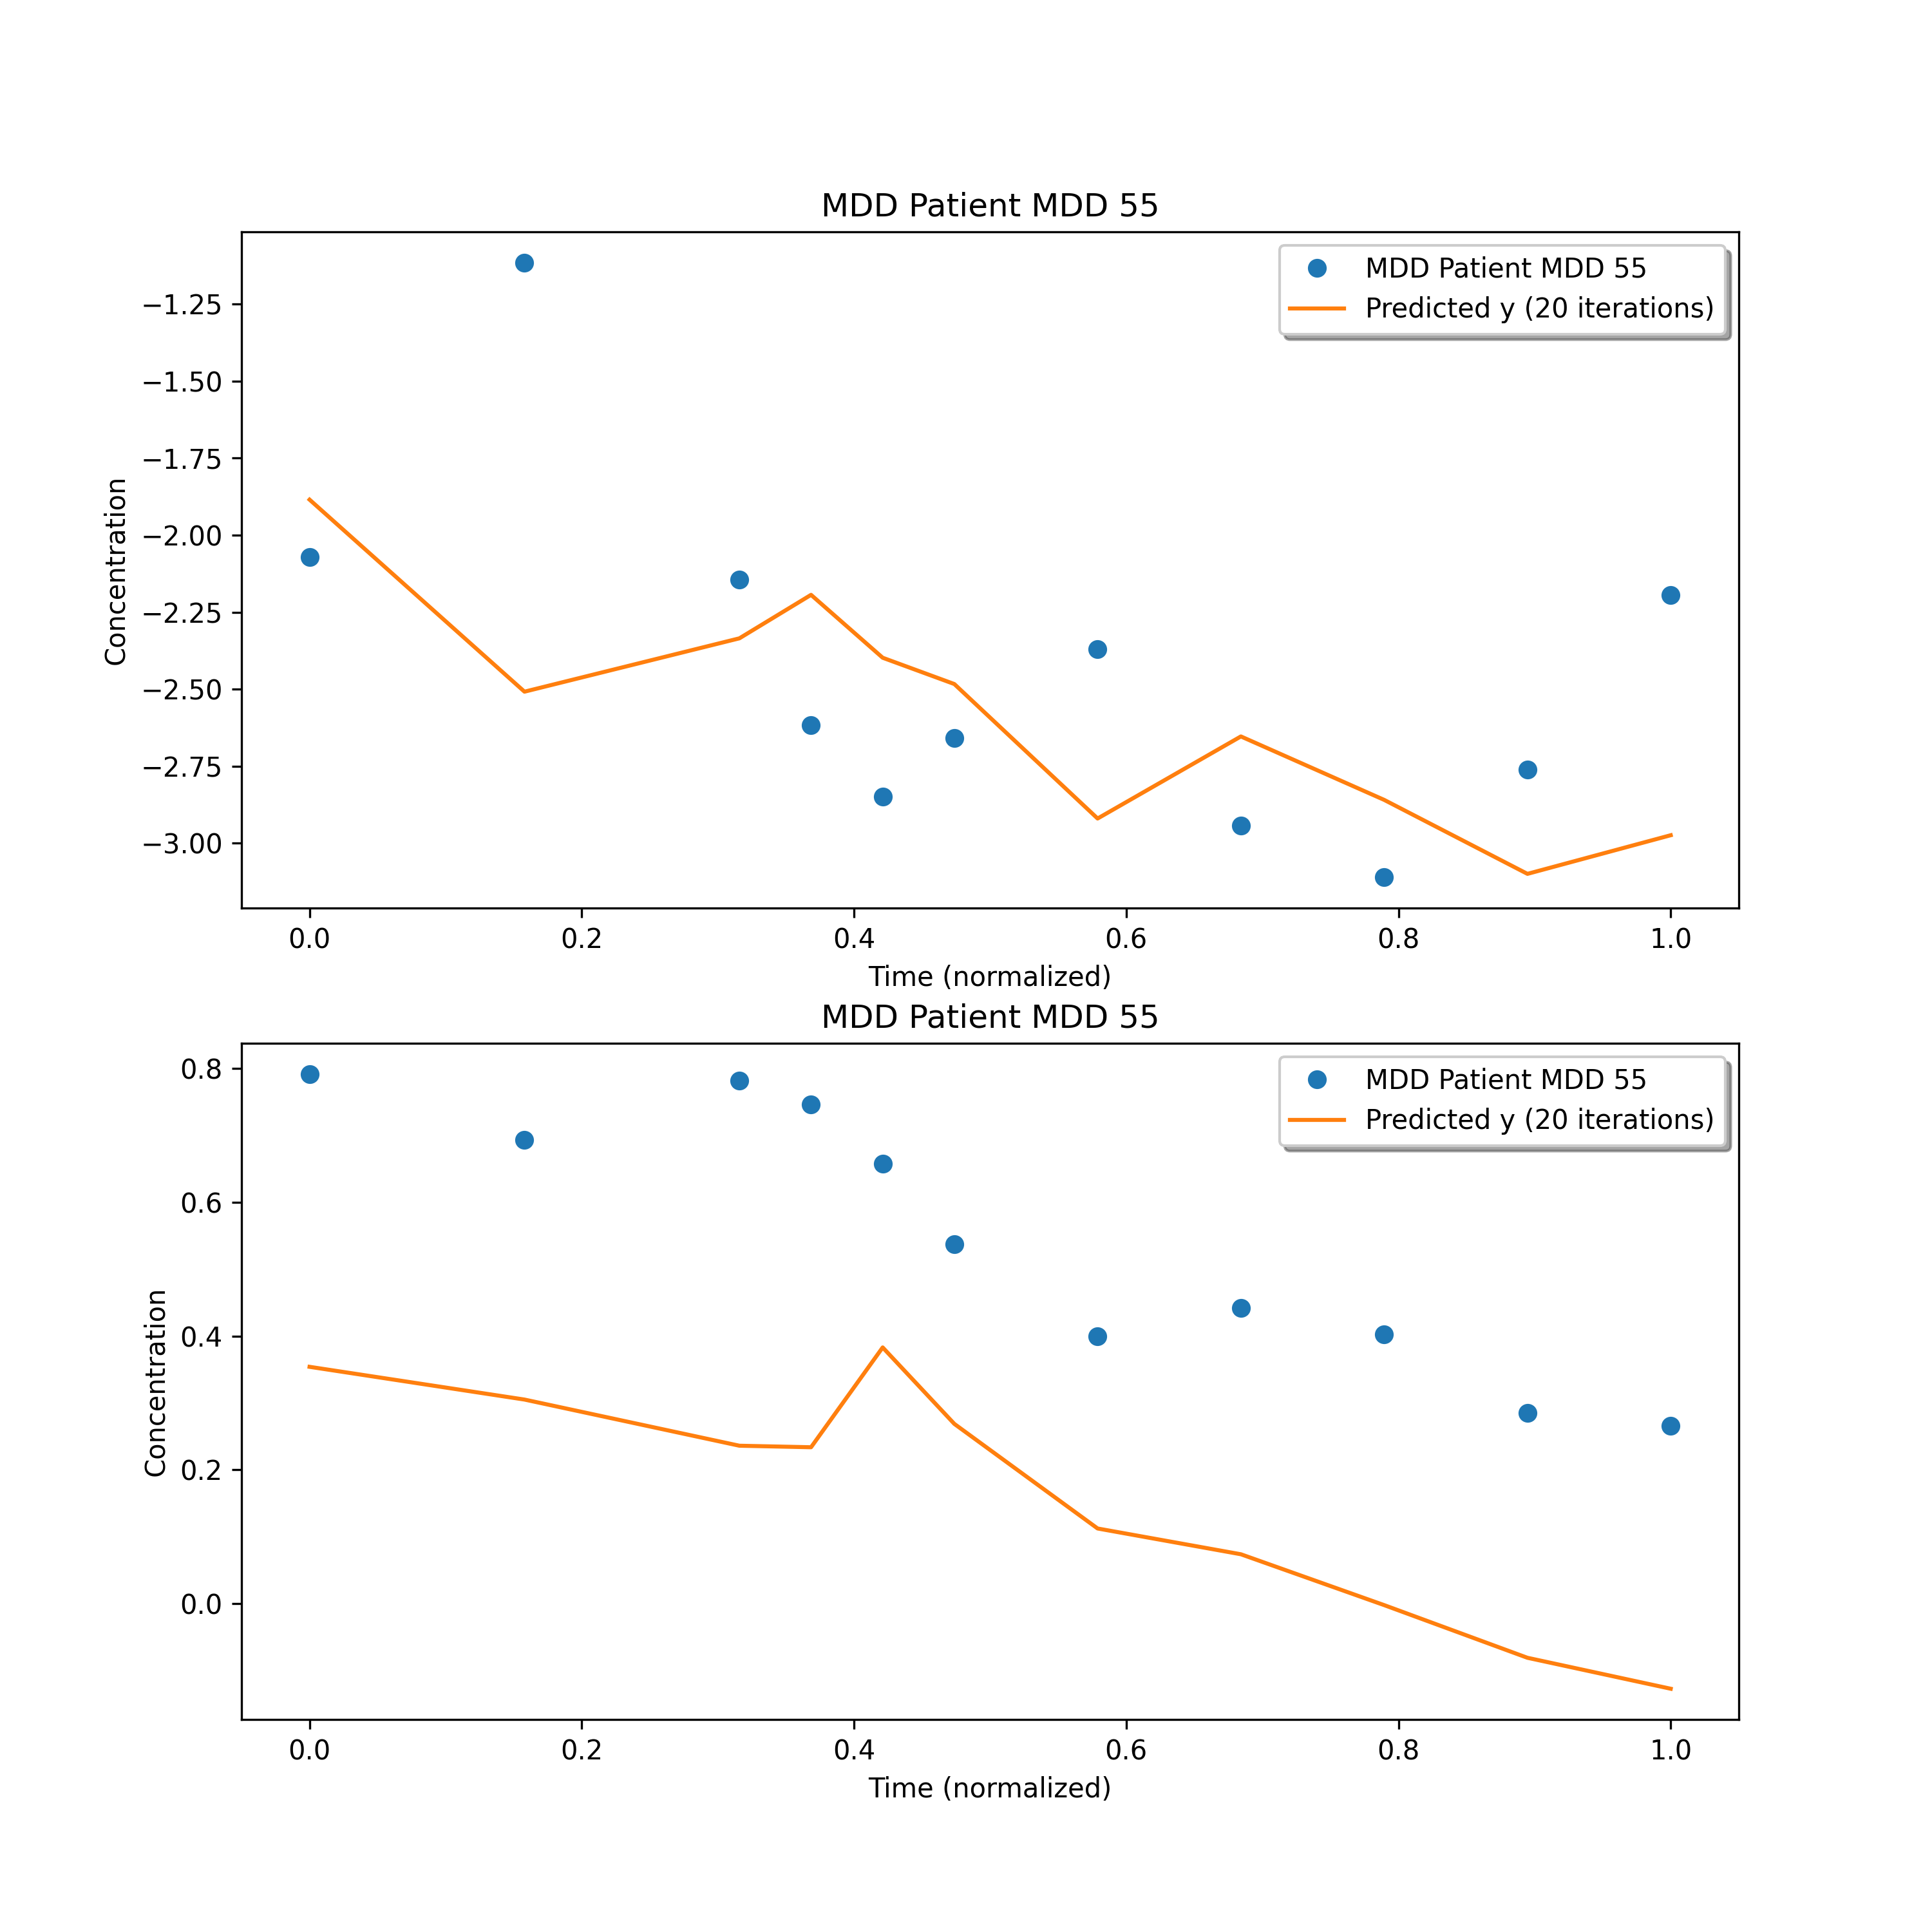 MDD Patient MDD 55
MDD Patient MDD 55
Predicted y (20 iterations)
−1.25
−1.50
−1.75
−2.00
−2.25
−2.50
−2.75
−3.00
Concentration
0.0 0.2 0.4 0.6 0.8 1.0
Time (normalized)
MDD Patient MDD 55
MDD Patient MDD 55
Predicted y (20 iterations)
0.8
0.6
0.4
0.2
0.0
Concentration
0.0 0.2 0.4 0.6 0.8 1.0
Time (normalized)